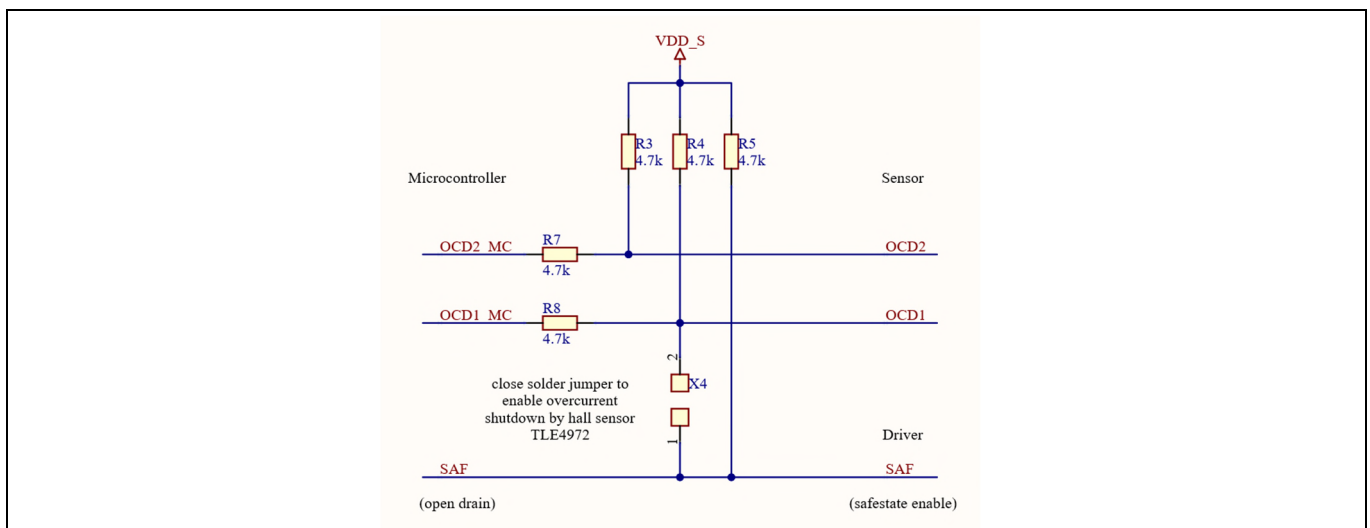 VDD_S
R3
4.7k
R4
4.7k
R5
4.7k
Microcontroller
Sensor
OCD2_MC
R7
4.7k
OCD2
OCD1_MC
R8
4.7k
OCD1
2
X4
close solder jumper to
enable overcurrent
shutdown by hall sensor
TLE4972
1
Driver
SAF
SAF
(open drain)
(safestate enable)